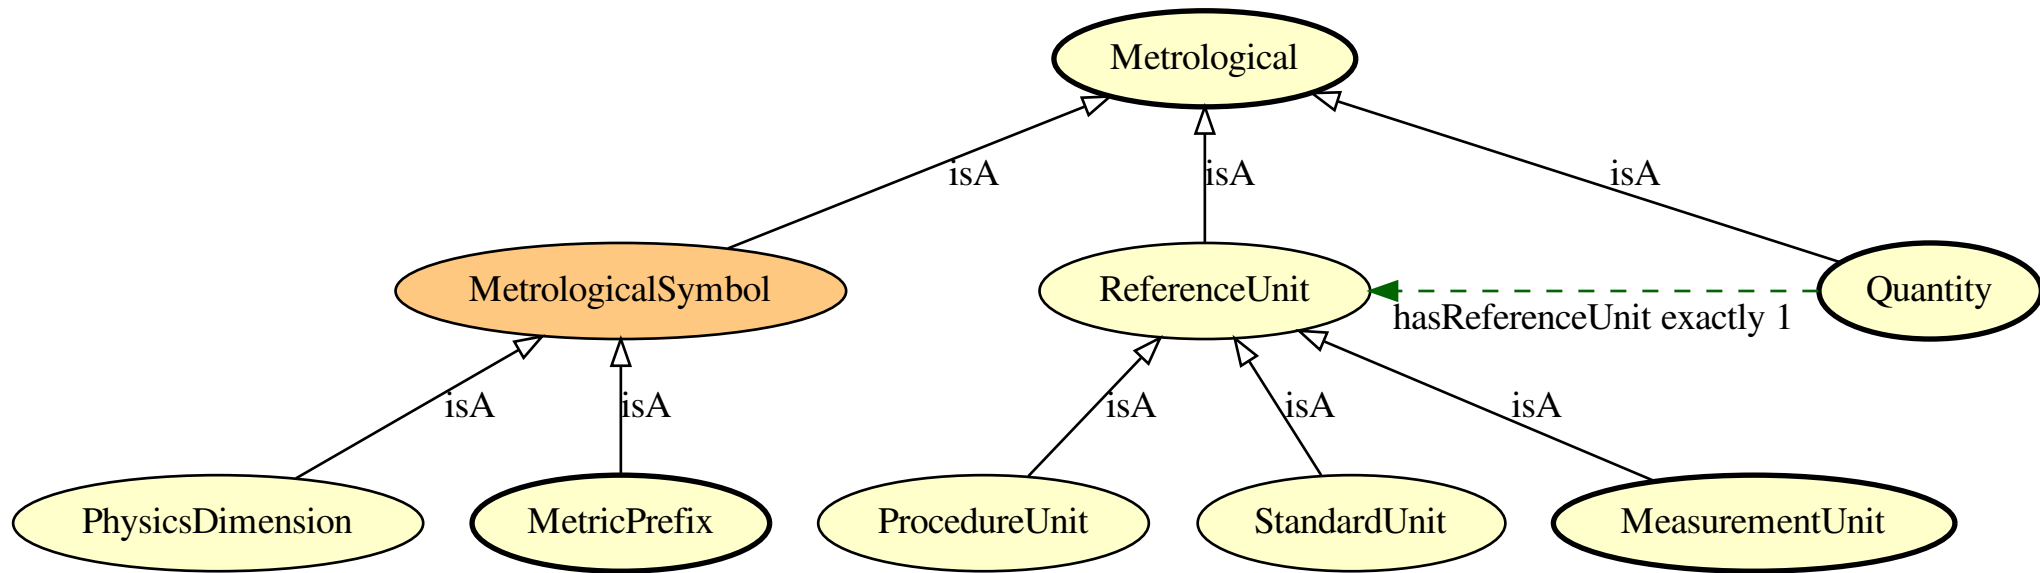 Metrological
isA
isA
isA
MetrologicalSymbol
ReferenceUnit
Quantity
hasReferenceUnit exactly 1
isA
isA
isA
isA
isA
PhysicsDimension
MetricPrefix
ProcedureUnit
StandardUnit
MeasurementUnit